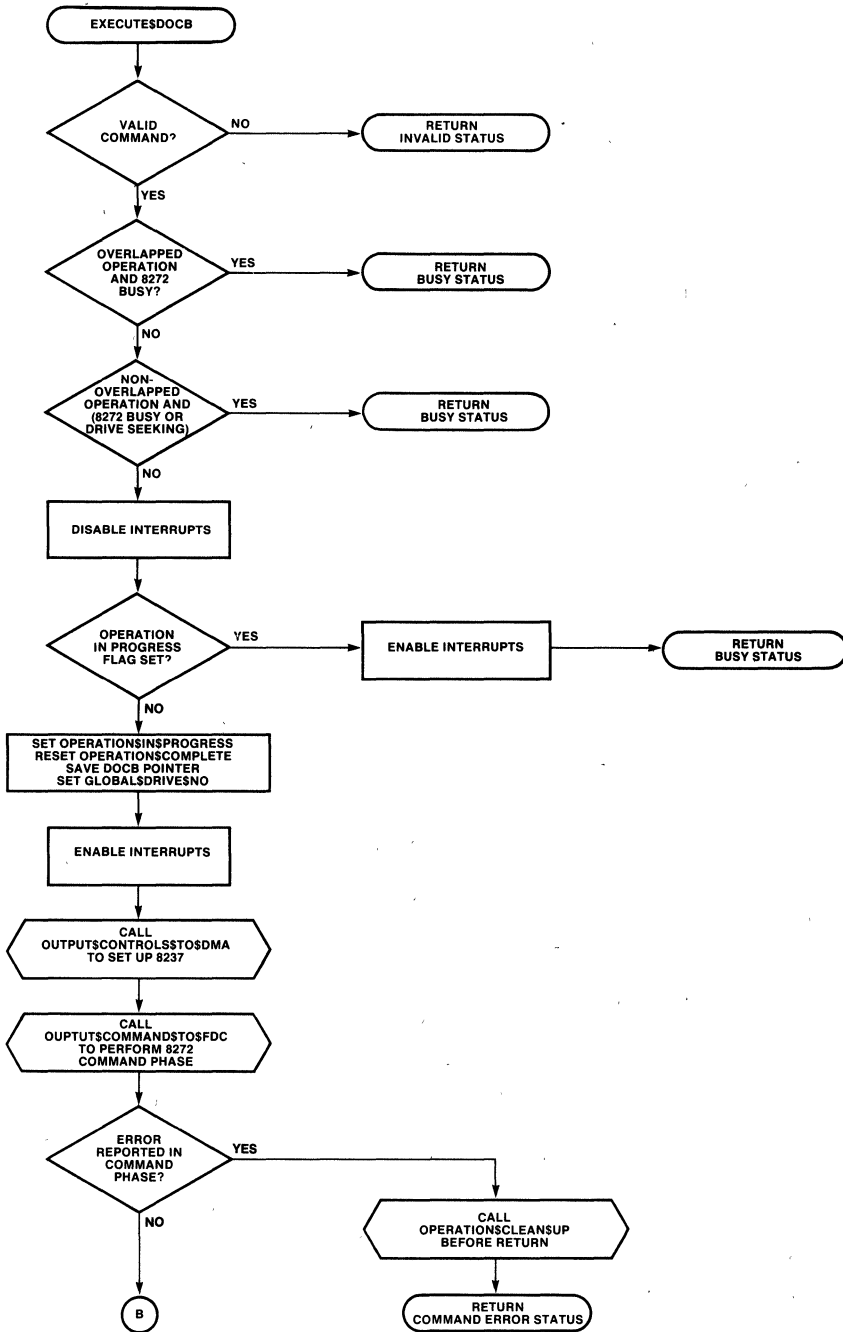 EXECUTE$DOCB
VALID
COMMAND?
NO
RETURN
INVALID STATUS
YES
OVERLAPPED
OPERATION
AND 8272
BUSY?
YES
RETURN
BUSY STATUS
NO
NON-
OVERLAPPED
OPERATION AND
(8272 BUSY OR
DRIVE SEEKING)
YES
RETURN
BUSY STATUS
NO
DISABLE INTERRUPTS
OPERATION
IN PROGRESS
FLAG SET?
YES
ENABLE INTERRUPTS
RETURN
BUSY STATUS
NO
SET OPERATION$IN$PROGRESS
RESET OPERATION$COMPLETE
SAVE DOCB POINTER
SET GLOBAL$DRIVE$NO
ENABLE INTERRUPTS
CALL
OUTPUT$CONTROLS$TO$DMA
TO SET UP 8237
CALL
OUPTUT$COMMAND$TO$FDC
TO PERFORM 8272
COMMAND PHASE
ERROR
REPORTED IN
COMMAND
PHASE?
YES
CALL
OPERATION$CLEAN$UP
BEFORE RETURN
NO
B
RETURN
COMMAND ERROR STATUS